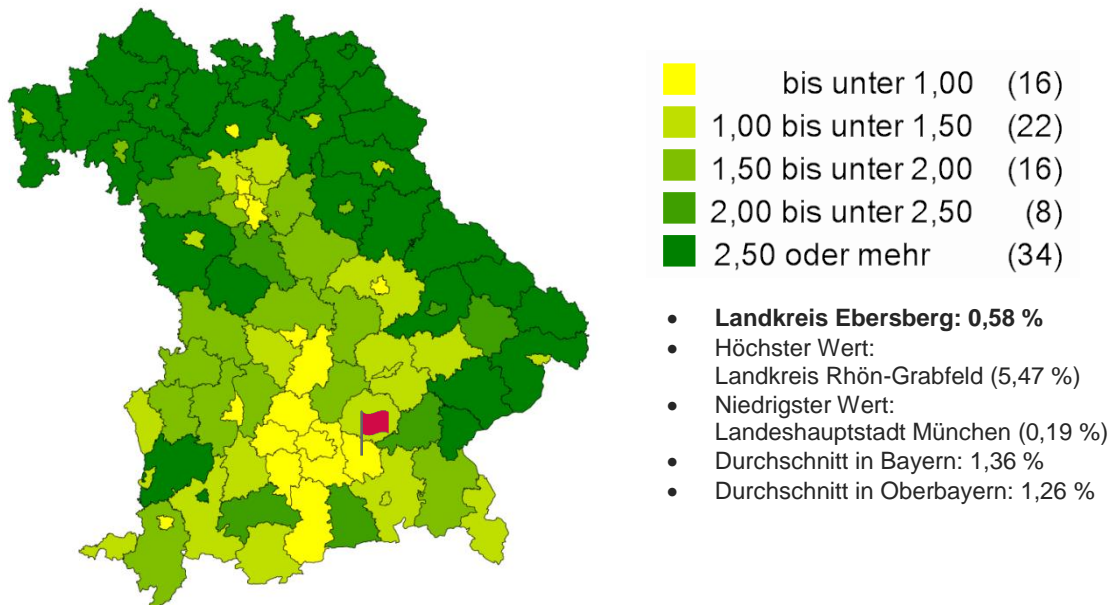 bis unter 1,00 (16)
1,00 bis unter 1,50 (22)
1,50 bis unter 2,00 (16)
2,00 bis unter 2,50 (8)
2,50 oder mehr (34)
• Landkreis Ebersberg: 0,58 %
• Höchster Wert:
Landkreis Rhön-Grabfeld (5,47 %)
• Niedrigster Wert:
Landeshauptstadt München (0,19 %)
• Durchschnitt in Bayern: 1,36 %
• Durchschnitt in Oberbayern: 1,26 %